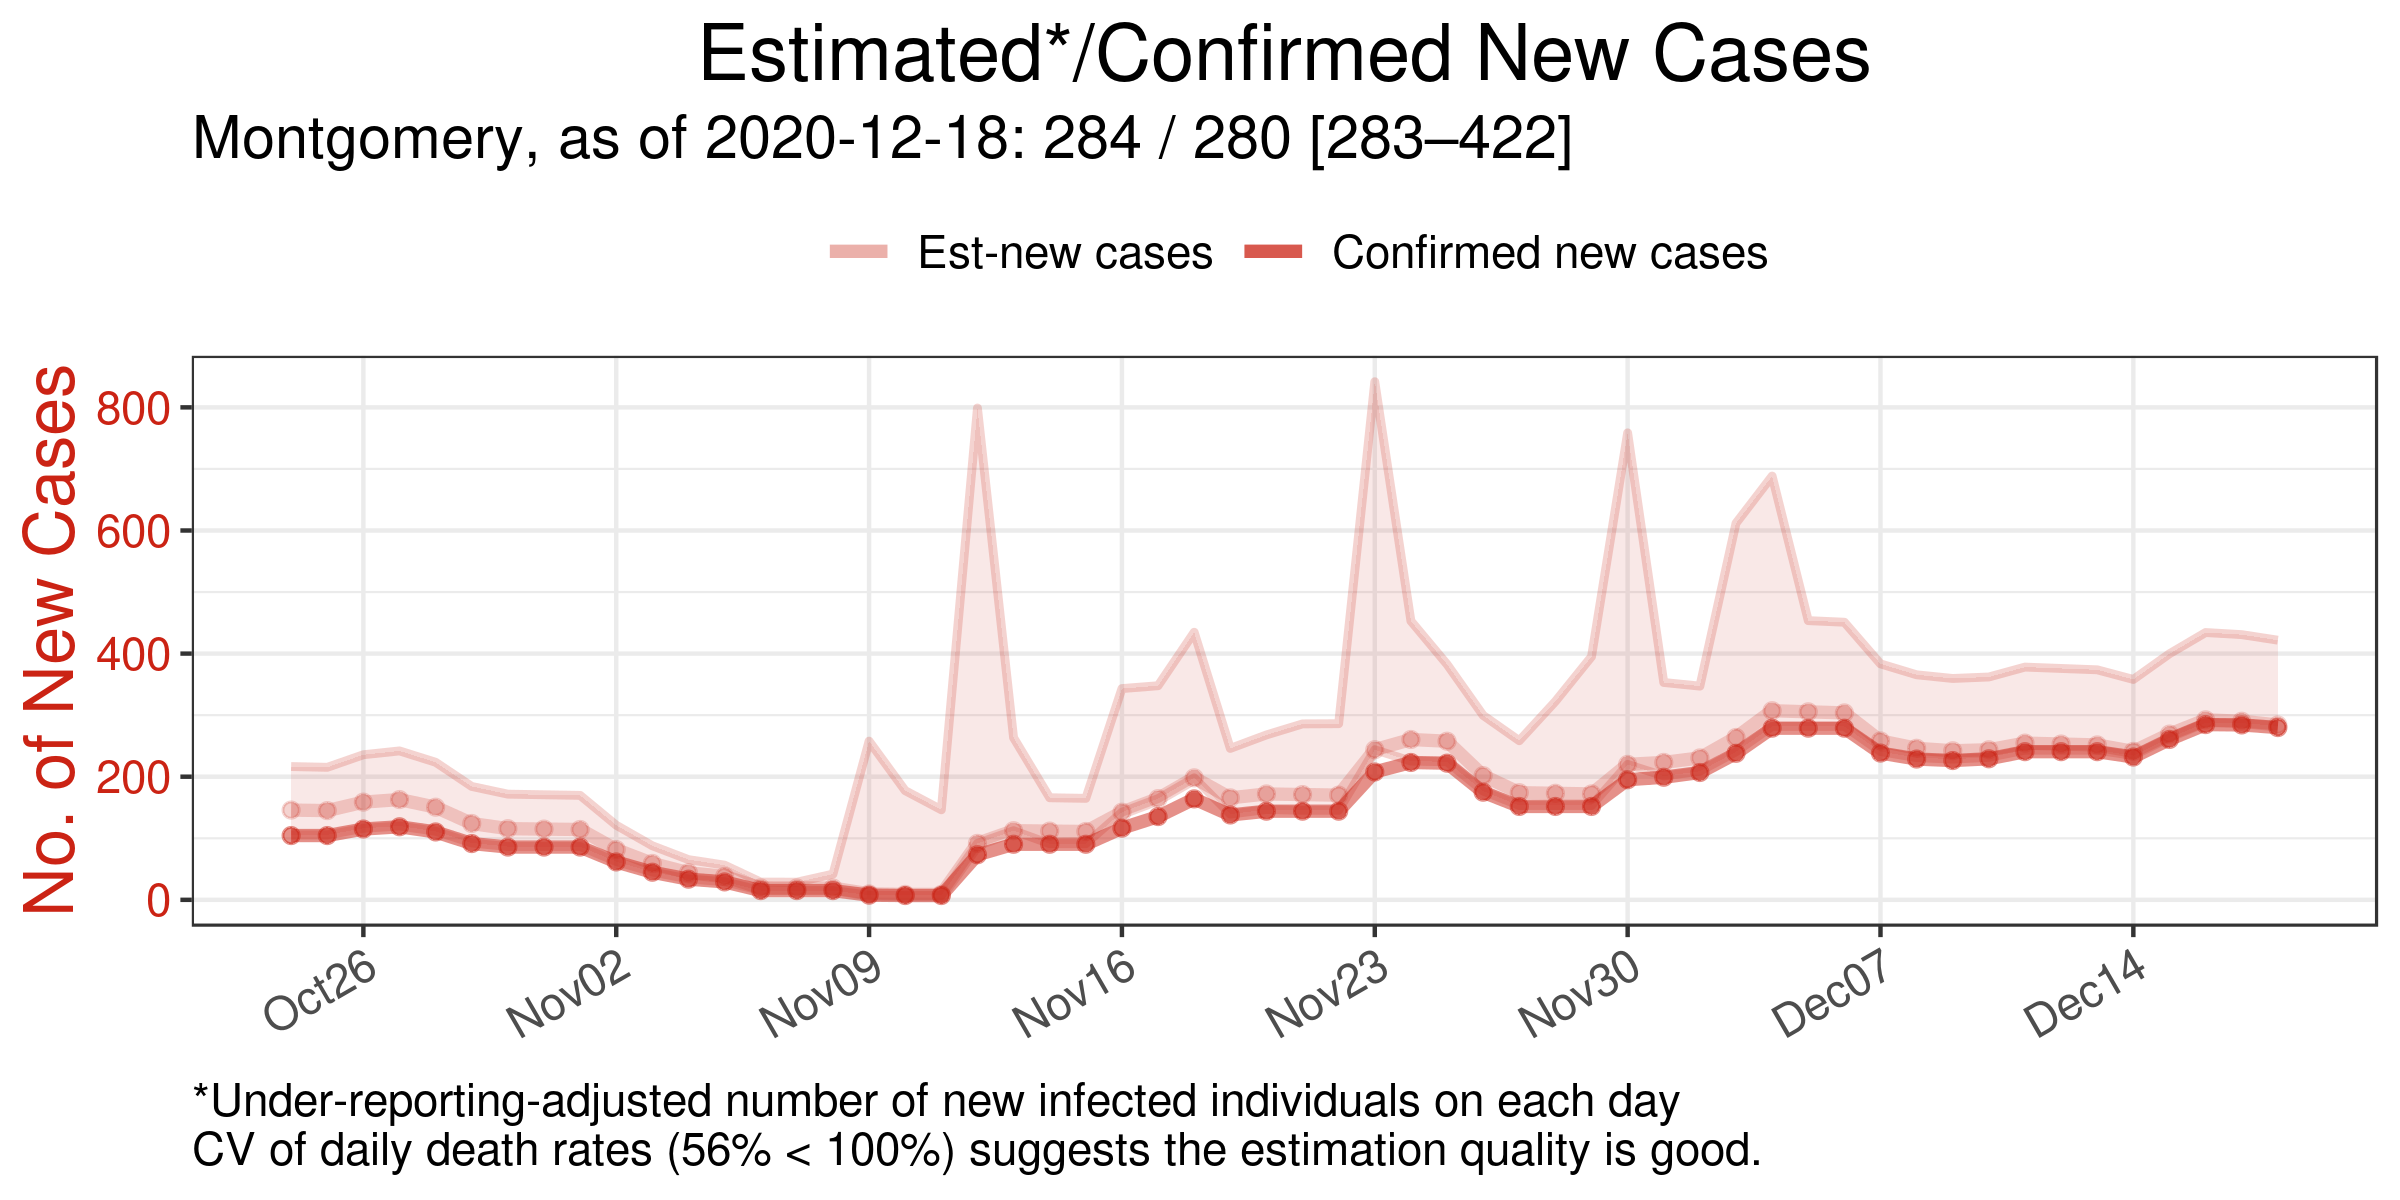 Estimated*/Confirmed New Cases
Montgomery, as of 2020-12-18: 284 / 280 [283–422]
Est-new cases
Confirmed new cases
No. of New Cases
800
600
400
200
0
Oct26
Nov02
Nov09
Nov16
Nov23
Nov30
Dec07
Dec14
*Under-reporting-adjusted number of new infected individuals on each day
CV of daily death rates (56% < 100%) suggests the estimation quality is good.